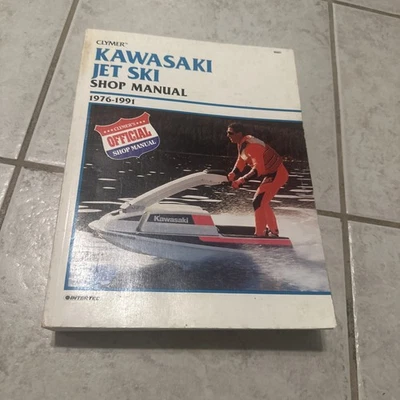 CLYMER®
KAWASAKI
JET SKI
SHOP MANUAL
1976-1991
CLYMER'S
OFFICIAL
SHOP MANUAL
Kawasaki
INTERTEC